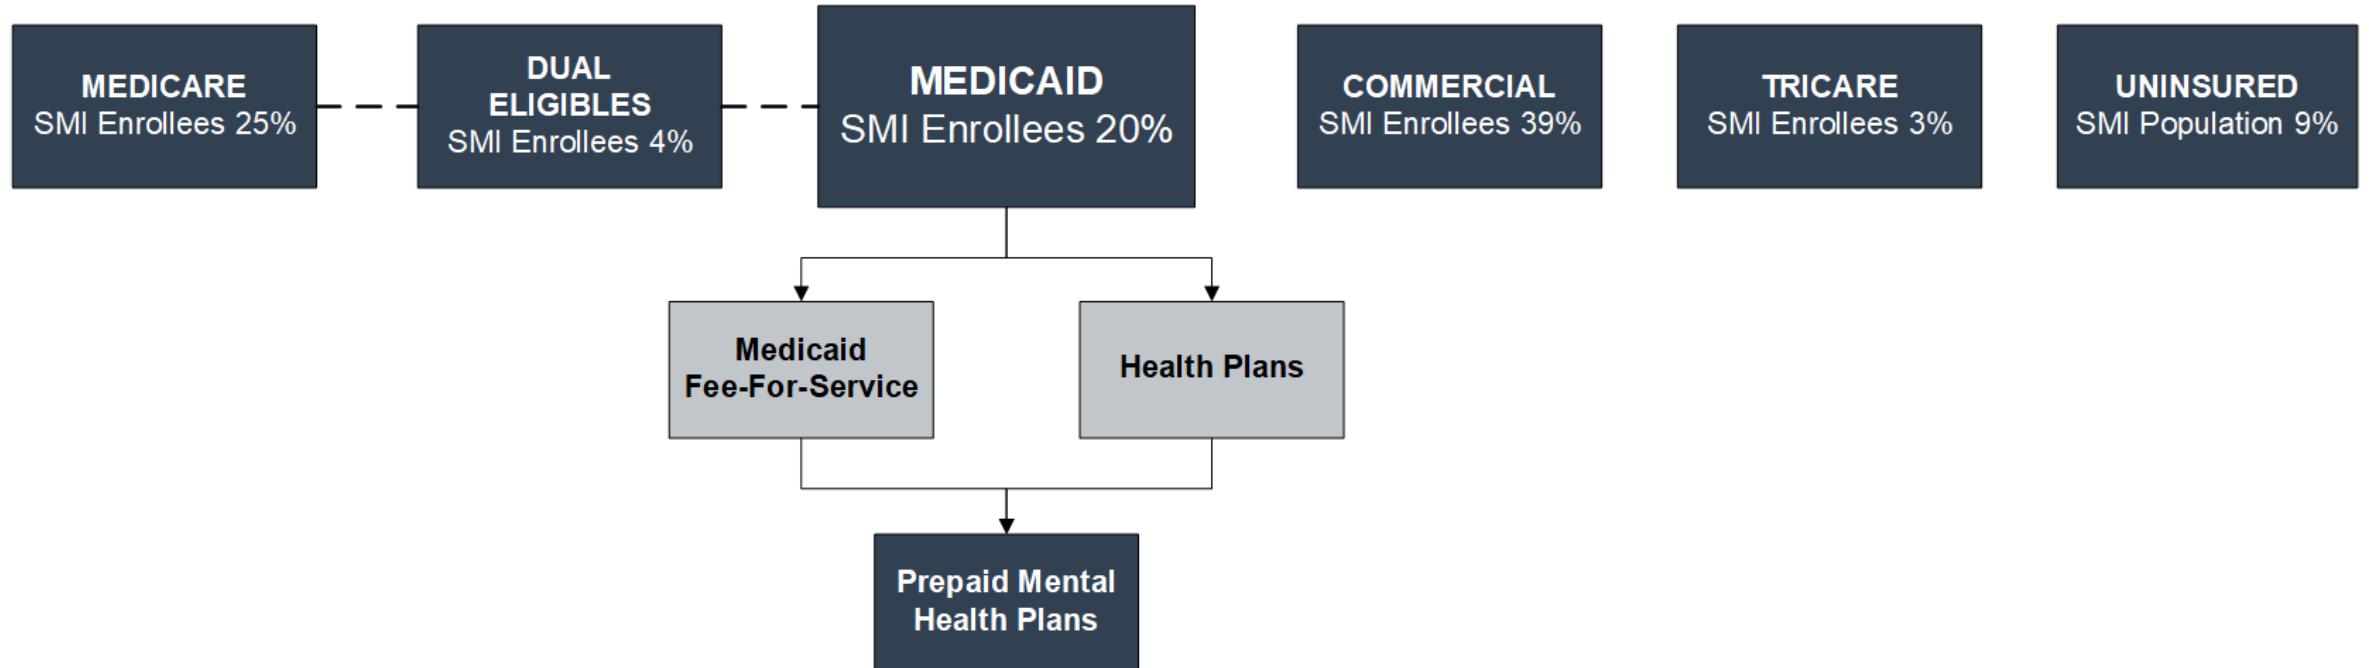 MEDICARE
SMI Enrollees 25%
DUAL
ELIGIBLES
SMI Enrollees 4%
MEDICAID
SMI Enrollees 20%
COMMERCIAL
SMI Enrollees 39%
TRICARE
SMI Enrollees 3%
UNINSURED
SMI Population 9%
Medicaid
Fee-For-Service
Health Plans
Prepaid Mental
Health Plans